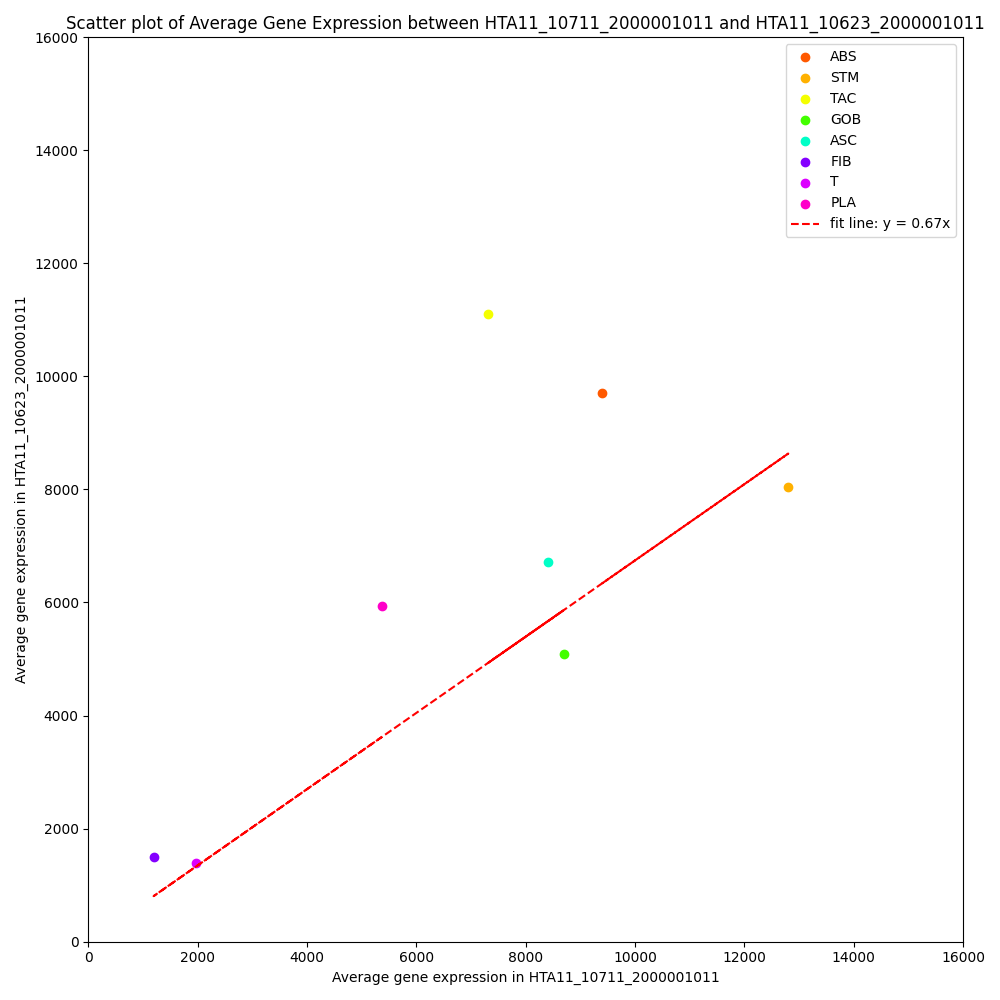 Scatter plot of Average Gene Expression between HTA11_10711_2000001011 and HTA11_10623_2000001011
16000
14000
12000
10000
8000
6000
4000
2000
0
Average gene expression in HTA11_10623_2000001011
ABS
STM
TAC
GOB
ASC
FIB
T
PLA
fit line: y = 0.67x
0 2000 4000 6000 8000 10000 12000 14000 16000
Average gene expression in HTA11_10711_2000001011